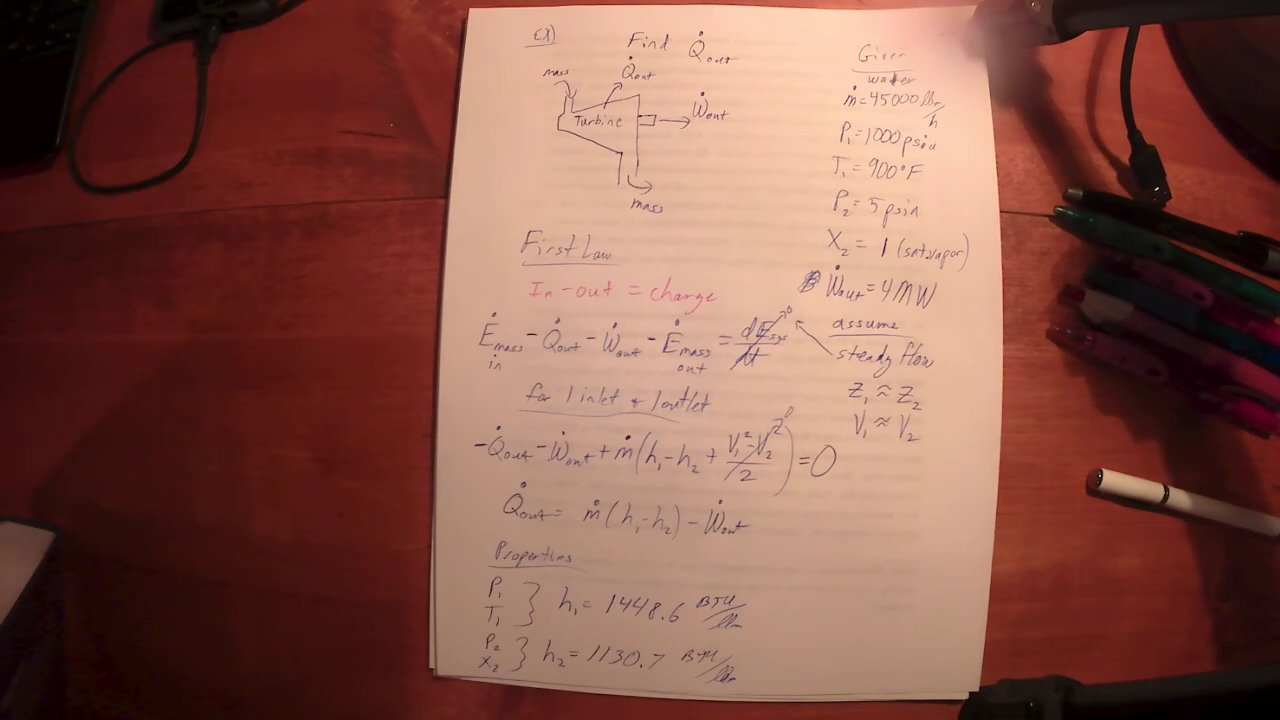 Ex)
Find Q̇out
mass
Q̇out
Turbine
Ẇout
mass
Given
water
ṁ = 45000 lbm/h
P₁ = 1000 psia
T₁ = 900°F
P₂ = 5 psia
X₂ = 1 (sat.vapor)
Ẇout = 4 MW
assume
steady flow
Z₁ ≈ Z₂
V₁ ≈ V₂
First Law
In - out = change
Ėmass in - Q̇out - Ẇout - Ėmass out = dEsys/dt 0
for 1 inlet & 1 outlet
-Q̇out - Ẇout + ṁ(h₁ - h₂ + (V₁² - V₂²)/2 0) = 0
Q̇out = ṁ(h₁ - h₂) - Ẇout
Properties
P₁ T₁ } h₁ = 1448.6 BTU/lbm
P₂ X₂ } h₂ = 1130.7 BTU/lbm